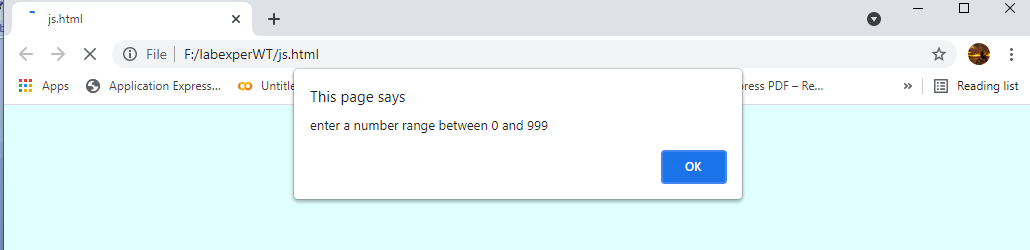 js.html
File | F:/labexperWT/js.html
Apps Application Express... Untitle ress PDF – Re... » Reading list
This page says
enter a number range between 0 and 999
OK